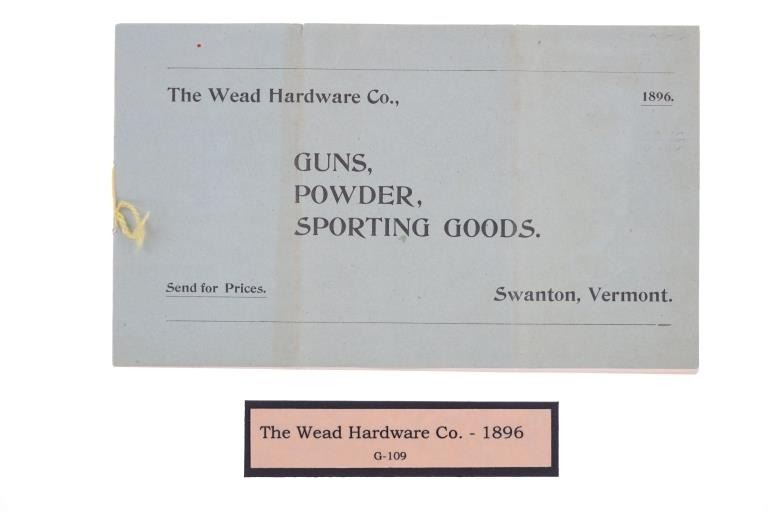 The Wead Hardware Co., 1896.
GUNS,
POWDER,
SPORTING GOODS.
Send for Prices. Swanton, Vermont.
The Wead Hardware Co. - 1896
G-109